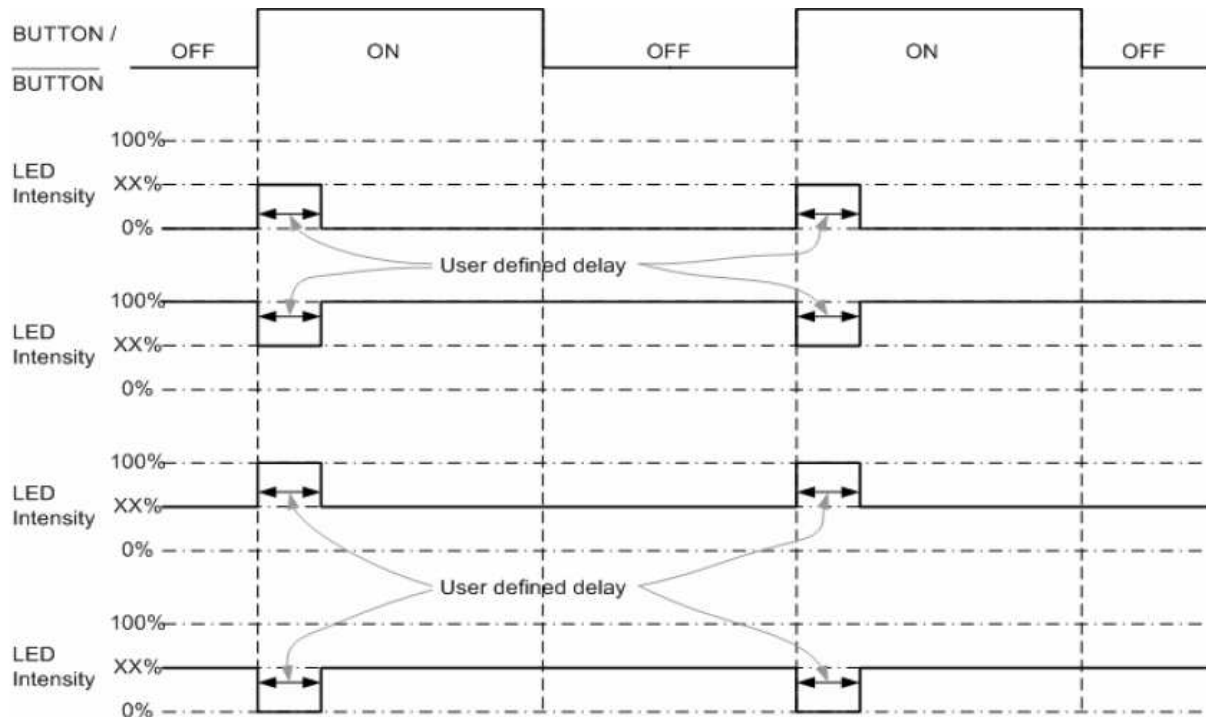 BUTTON /
OFF ON OFF ON OFF
BUTTON
100%
LED
Intensity
XX%
0%
User defined delay
100%
LED
Intensity
XX%
0%
100%
LED
Intensity
XX%
0%
User defined delay
100%
LED
Intensity
XX%
0%